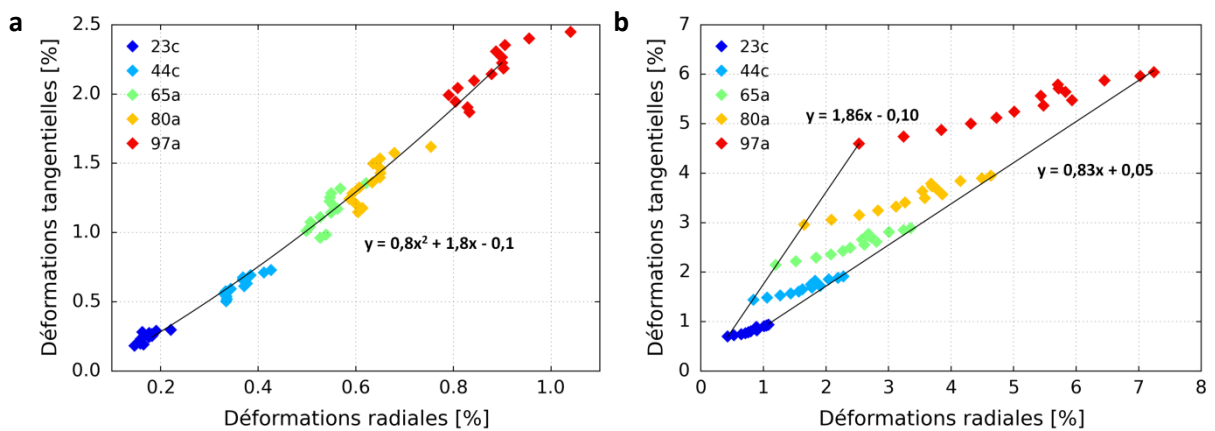 a
Déformations tangentielles [%]
2.5
2.0
1.5
1.0
0.5
0.0
23c
44c
65a
80a
97a
y = 0,8x² + 1,8x - 0,1
0.2
0.4
0.6
0.8
1.0
Déformations radiales [%]
b
Déformations tangentielles [%]
7
6
5
4
3
2
1
0
23c
44c
65a
80a
97a
y = 1,86x - 0,10
y = 0,83x + 0,05
0
1
2
3
4
5
6
7
8
Déformations radiales [%]